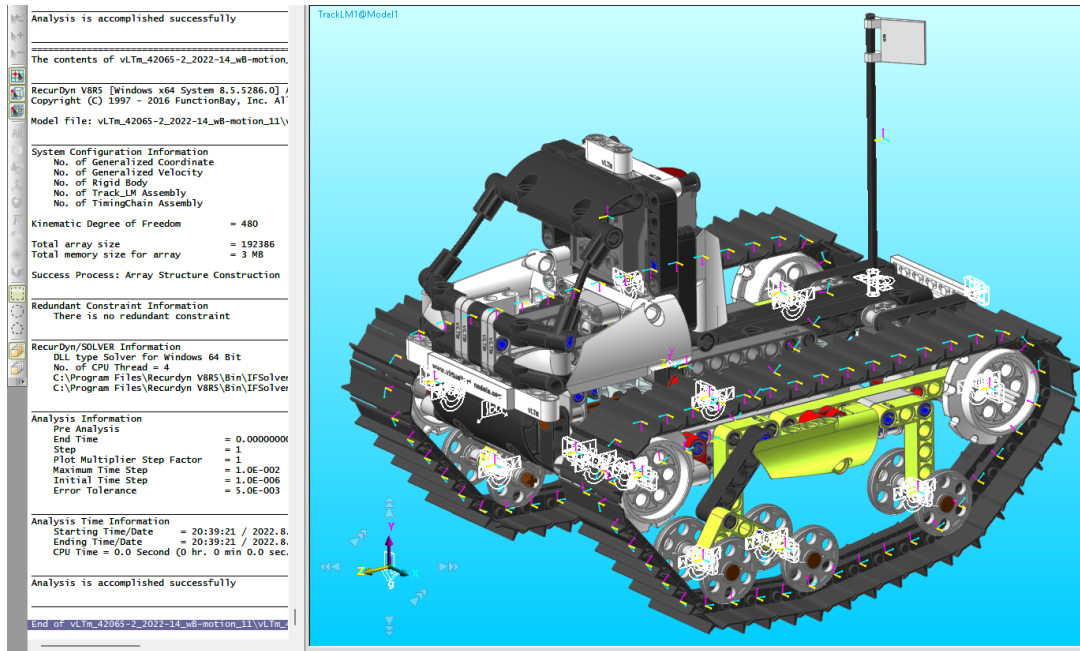 Analysis is accomplished successfully
The contents of vLTm_42065-2_2022-14_wB-motion_
RecurDyn V8R5 [Windows x64 System 8.5.5286.0] A
Copyright (C) 1997 - 2016 FunctionBay, Inc. Al
Model file: vLTm_42065-2_2022-14_wB-motion_11\v
System Configuration Information
No. of Generalized Coordinate
No. of Generalized Velocity
No. of Rigid Body
No. of Track_LM Assembly
No. of TimingChain Assembly
Kinematic Degree of Freedom = 480
Total array size = 192386
Total memory size for array = 3 MB
Success Process: Array Structure Construction
Redundant Constraint Information
There is no redundant constraint
RecurDyn/SOLVER Information
DLL type Solver for Windows 64 Bit
No. of CPU Thread = 4
C:\Program Files\Recurdyn V8R5\Bin\IFSolver
C:\Program Files\Recurdyn V8R5\Bin\IFSolver
Analysis Information
Pre Analysis
End Time = 0.00000000
Step = 1
Plot Multiplier Step Factor = 1
Maximum Time Step = 1.0E-002
Initial Time Step = 1.0E-006
Error Tolerance = 5.0E-003
Analysis Time Information
Starting Time/Date = 20:39:21 / 2022.8.
Ending Time/Date = 20:39:21 / 2022.8.
CPU Time = 0.0 Second (0 hr. 0 min 0.0 sec.
Analysis is accomplished successfully
End of vLTm_42065-2_2022-14_wB-motion_11\vLTm_4
TrackLM1@Model1
vLTm
vLTm
vLTm
Y
Z
X
g